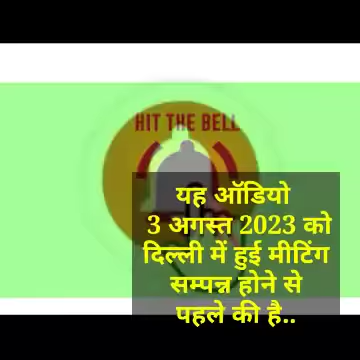 HIT THE BELL
यह ऑडियो
3 अगस्त 2023 को
दिल्ली में हुई मीटिंग
सम्पन्न होने से
पहले की है..